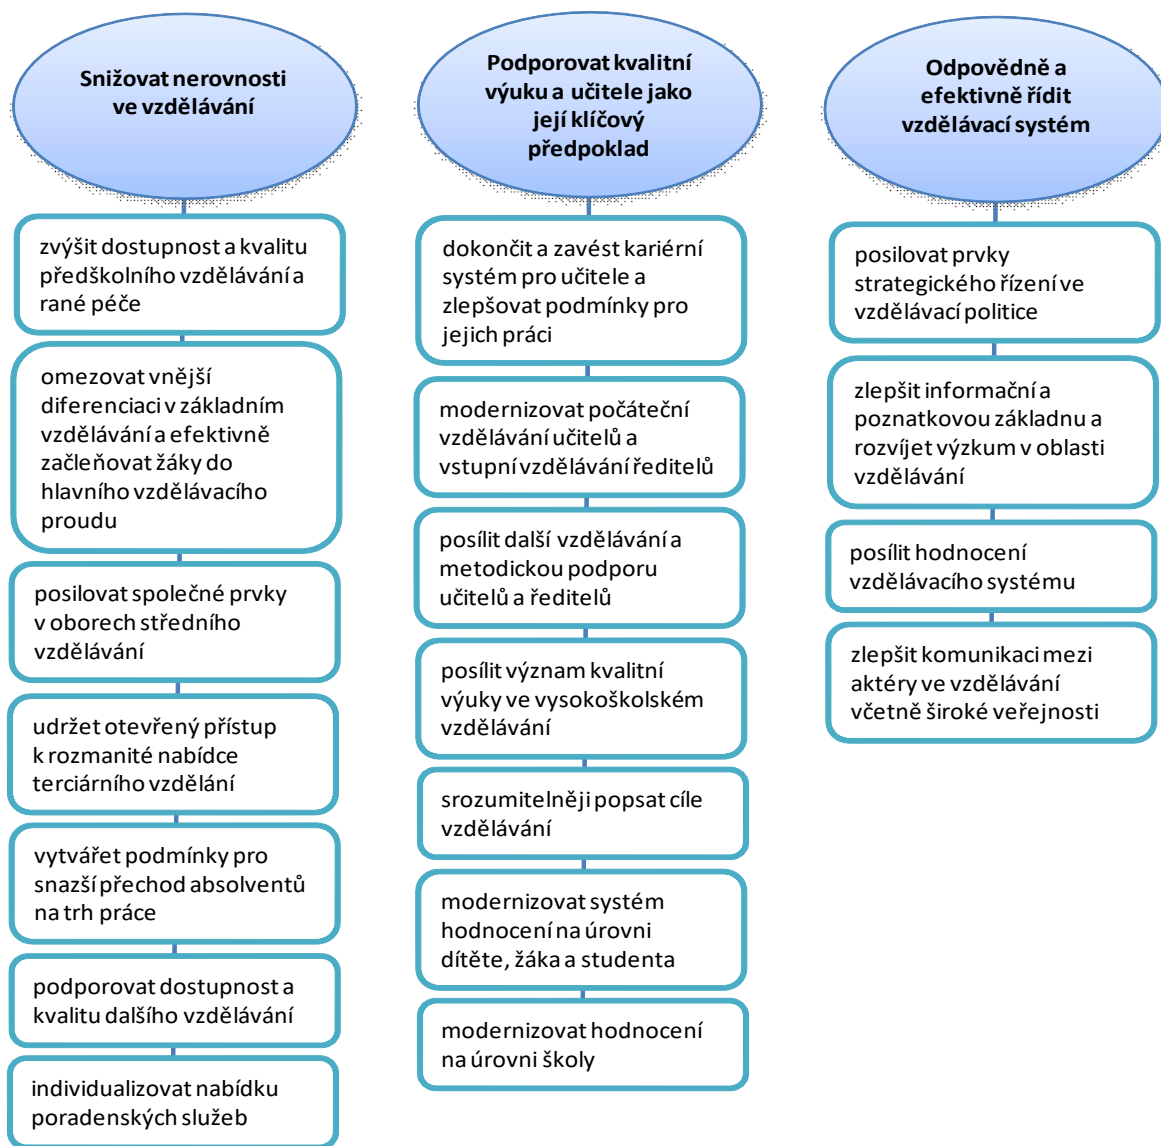 Snižovat nerovnosti
ve vzdělávání
zvýšit dostupnost a kvalitu
předškolního vzdělávání a
rané péče
omezovat vnější
diferenciaci v základním
vzdělávání a efektivně
začleňovat žáky do
hlavního vzdělávacího
proudu
posilovat společné prvky
v oborech středního
vzdělávání
udržet otevřený přístup
k rozmanité nabídce
terciárního vzdělání
vytvářet podmínky pro
snazší přechod absolventů
na trh práce
podporovat dostupnost a
kvalitu dalšího vzdělávání
individualizovat nabídku
poradenských služeb
Podporovat kvalitní
výuku a učitele jako
její klíčový
předpoklad
dokončit a zavést kariérní
systém pro učitele a
zlepšovat podmínky pro
jejich práci
modernizovat počáteční
vzdělávání učitelů a
vstupní vzdělávání ředitelů
posílit další vzdělávání a
metodickou podporu
učitelů a ředitelů
posílit význam kvalitní
výuky ve vysokoškolském
vzdělávání
srozumitelněji popsat cíle
vzdělávání
modernizovat systém
hodnocení na úrovni
dítěte, žáka a studenta
modernizovat hodnocení
na úrovni školy
Odpovědně a
efektivně řídit
vzdělávací systém
posilovat prvky
strategického řízení ve
vzdělávací politice
zlepšit informační a
poznatkovou základnu a
rozvíjet výzkum v oblasti
vzdělávání
posílit hodnocení
vzdělávacího systému
zlepšit komunikaci mezi
aktéry ve vzdělávání
včetně široké veřejnosti